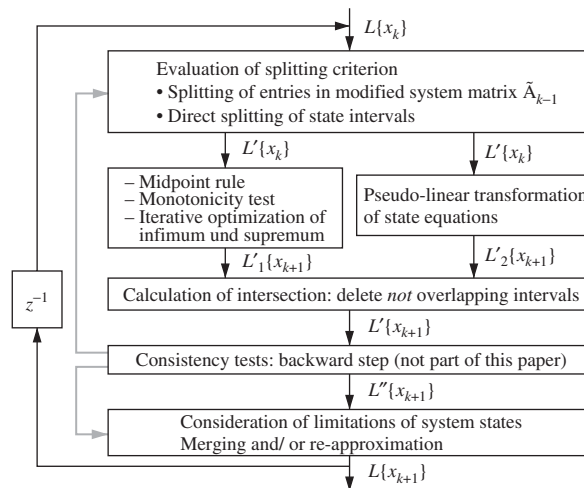 L{x_k}
Evaluation of splitting criterion
• Splitting of entries in modified system matrix Ã_{k−1}
• Direct splitting of state intervals
L′{x_k}
L′{x_k}
– Midpoint rule
– Monotonicity test
– Iterative optimization of
infimum und supremum
Pseudo-linear transformation
of state equations
L′_1{x_{k+1}}
L′_2{x_{k+1}}
z^{−1}
Calculation of intersection: delete not overlapping intervals
L′{x_{k+1}}
Consistency tests: backward step (not part of this paper)
L″{x_{k+1}}
Consideration of limitations of system states
Merging and/ or re-approximation
L{x_{k+1}}